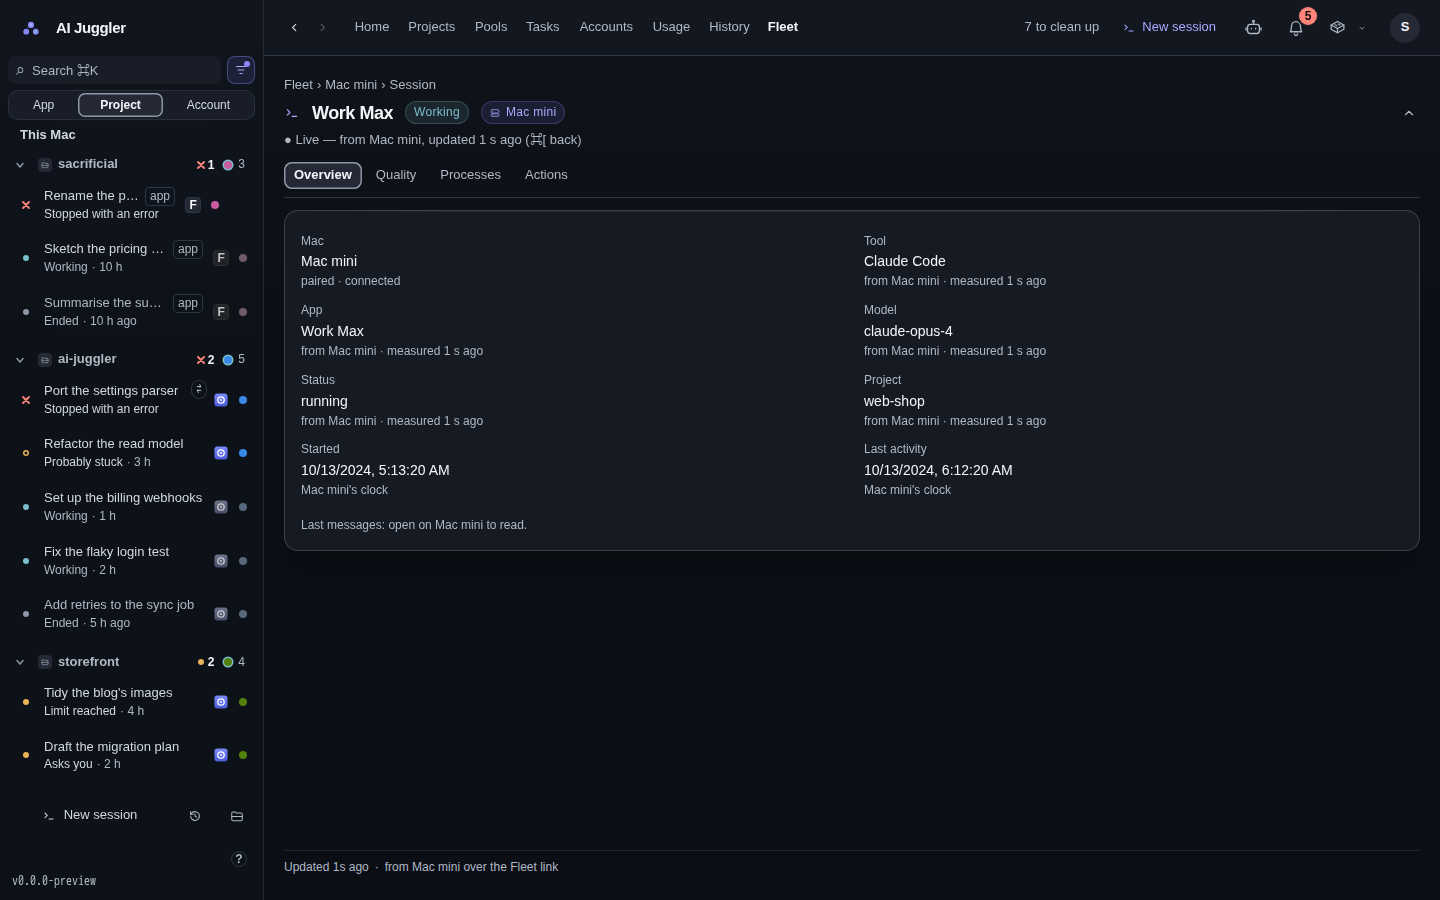 AI Juggler
Search ⌘K
App Project Account
This Mac
sacrificial 1 3
Rename the p… app F
Stopped with an error
Sketch the pricing … app F
Working · 10 h
Summarise the su… app F
Ended · 10 h ago
ai-juggler 2 5
Port the settings parser
Stopped with an error
Refactor the read model
Probably stuck · 3 h
Set up the billing webhooks
Working · 1 h
Fix the flaky login test
Working · 2 h
Add retries to the sync job
Ended · 5 h ago
storefront 2 4
Tidy the blog's images
Limit reached · 4 h
Draft the migration plan
Asks you · 2 h
New session
?
v0.0.0-preview
Home Projects Pools Tasks Accounts Usage History Fleet 7 to clean up New session 5 S
Fleet › Mac mini › Session
Work Max Working Mac mini
● Live — from Mac mini, updated 1 s ago (⌘[ back)
Overview Quality Processes Actions
Mac
Mac mini
paired · connected
Tool
Claude Code
from Mac mini · measured 1 s ago
App
Work Max
from Mac mini · measured 1 s ago
Model
claude-opus-4
from Mac mini · measured 1 s ago
Status
running
from Mac mini · measured 1 s ago
Project
web-shop
from Mac mini · measured 1 s ago
Started
10/13/2024, 5:13:20 AM
Mac mini's clock
Last activity
10/13/2024, 6:12:20 AM
Mac mini's clock
Last messages: open on Mac mini to read.
Updated 1s ago · from Mac mini over the Fleet link